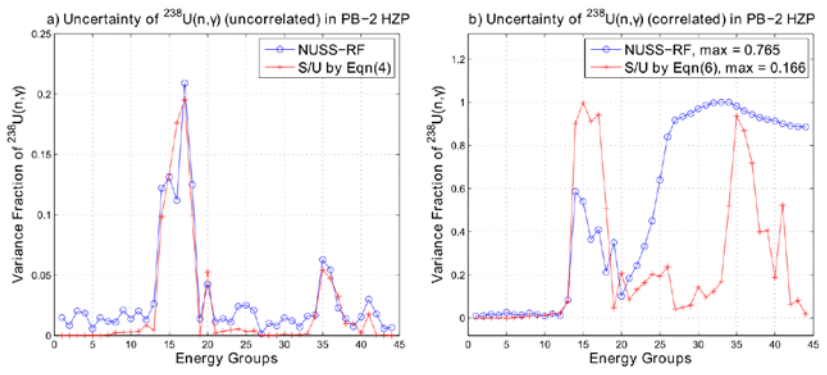 a) Uncertainty of ²³⁸U(n,γ) (uncorrelated) in PB-2 HZP
NUSS-RF
S/U by Eqn(4)
Variance Fraction of ²³⁸U(n,γ)
0.25
0.2
0.15
0.1
0.05
0
0 5 10 15 20 25 30 35 40 45
Energy Groups
b) Uncertainty of ²³⁸U(n,γ) (correlated) in PB-2 HZP
NUSS-RF, max = 0.765
S/U by Eqn(6), max = 0.166
Variance Fraction of ²³⁸U(n,γ)
1.2
1
0.8
0.6
0.4
0.2
0
0 5 10 15 20 25 30 35 40 45
Energy Groups